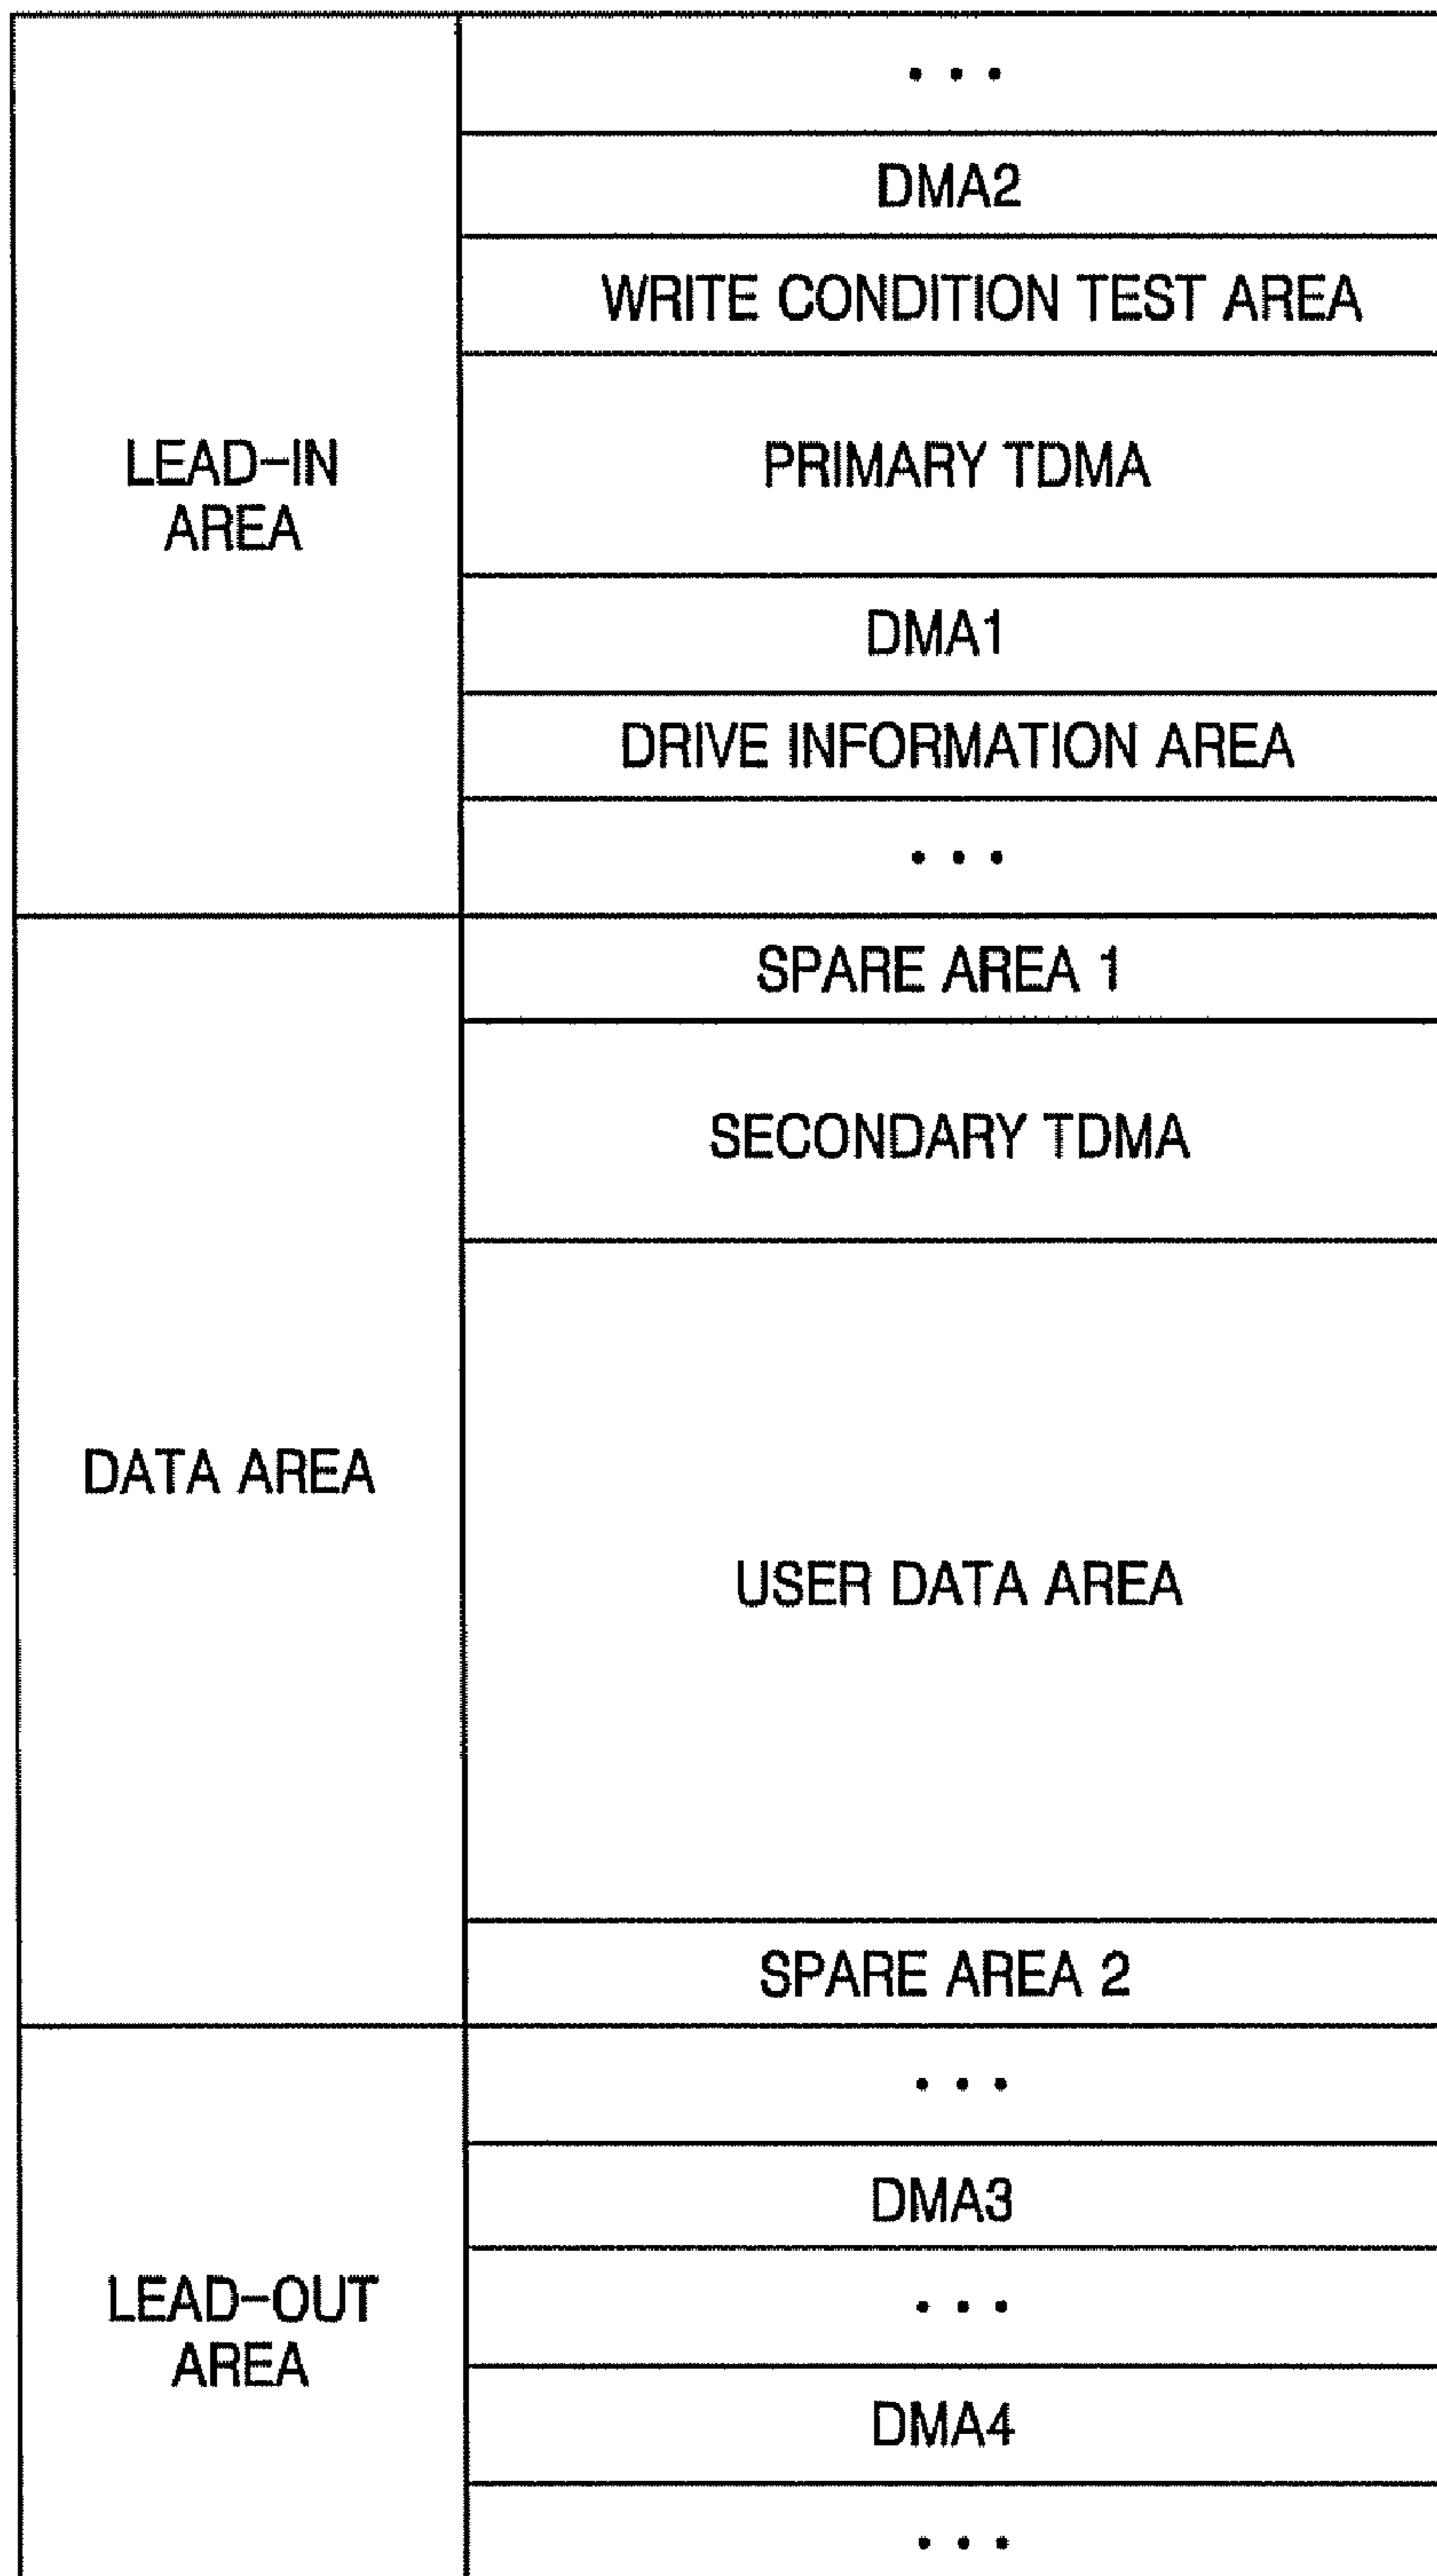 ...
DMA2
WRITE CONDITION TEST AREA
PRIMARY TDMA
LEAD-IN
AREA
DMA1
DRIVE INFORMATION AREA
...
SPARE AREA 1
SECONDARY TDMA
DATA AREA
USER DATA AREA
SPARE AREA 2
...
DMA3
LEAD-OUT
AREA
...
DMA4
...